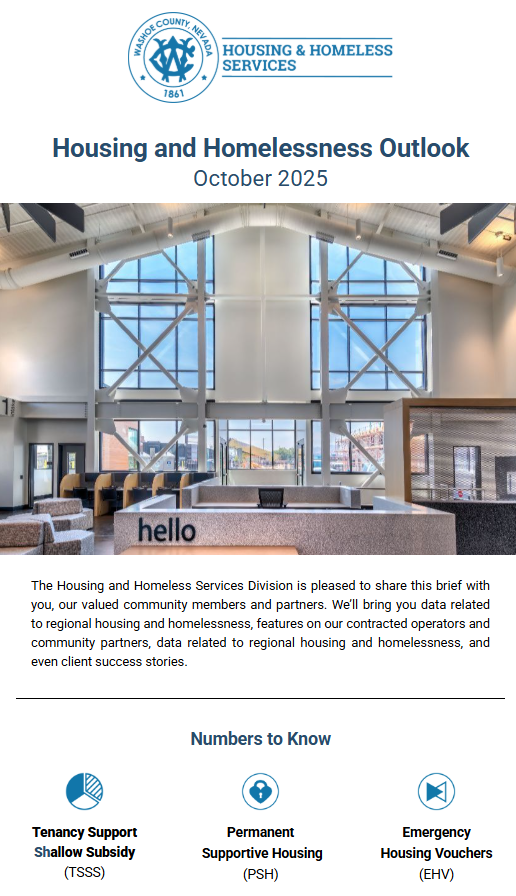 WASHOE COUNTY, NEVADA
1861
HOUSING & HOMELESS
SERVICES
Housing and Homelessness Outlook
October 2025
hello
The Housing and Homeless Services Division is pleased to share this brief with
you, our valued community members and partners. We'll bring you data related
to regional housing and homelessness, features on our contracted operators and
community partners, data related to regional housing and homelessness, and
even client success stories.
Numbers to Know
Tenancy Support
Shallow Subsidy
(TSSS)
Permanent
Supportive Housing
(PSH)
Emergency
Housing Vouchers
(EHV)